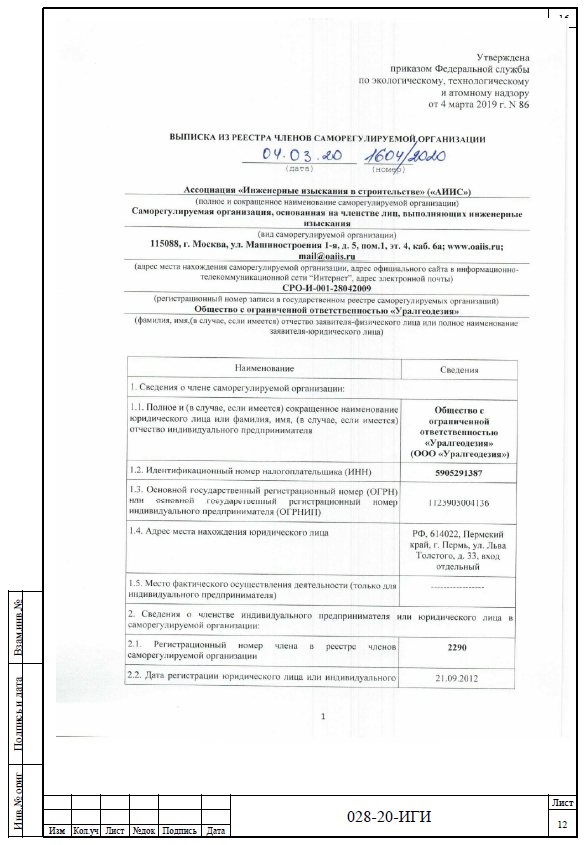 Утверждена
приказом Федеральной службы
по экологическому, технологическому
и атомному надзору
от 4 марта 2019 г. N 86
ВЫПИСКА ИЗ РЕЕСТРА ЧЛЕНОВ САМОРЕГУЛИРУЕМОЙ ОРГАНИЗАЦИИ
04.03.20 1604/2020
(дата) (номер)
Ассоциация «Инженерные изыскания в строительстве» («АИИС»)
(полное и сокращенное наименование саморегулируемой организации)
Саморегулируемая организация, основанная на членстве лиц, выполняющих инженерные
изыскания
(вид саморегулируемой организации)
115088, г. Москва, ул. Машиностроения 1-я, д. 5, пом.1, эт. 4, каб. 6а; www.oaiis.ru;
mail@oaiis.ru
(адрес места нахождения саморегулируемой организации, адрес официального сайта в информационно-
телекоммуникационной сети "Интернет", адрес электронной почты)
СРО-И-001-28042009
(регистрационный номер записи в государственном реестре саморегулируемых организаций)
Общество с ограниченной ответственностью «Уралгеодезия»
(фамилия, имя,(в случае, если имеется) отчество заявителя-физического лица или полное наименование
заявителя-юридического лица)
Наименование Сведения
1. Сведения о члене саморегулируемой организации:
1.1. Полное и (в случае, если имеется) сокращенное наименование
юридического лица или фамилия, имя, (в случае, если имеется)
отчество индивидуального предпринимателя
Общество с
ограниченной
ответственностью
«Уралгеодезия»
(ООО «Уралгеодезия»)
1.2. Идентификационный номер налогоплательщика (ИНН) 5905291387
1.3. Основной государственный регистрационный номер (ОГРН)
или основной государственный регистрационный номер
индивидуального предпринимателя (ОГРНИП)
1125905004136
1.4. Адрес места нахождения юридического лица
РФ, 614022, Пермский
край, г. Пермь, ул. Льва
Толстого, д. 33, вход
отдельный
1.5. Место фактического осуществления деятельности (только для
индивидуального предпринимателя)
-----------------
2. Сведения о членстве индивидуального предпринимателя или юридического лица в
саморегулируемой организации:
2.1. Регистрационный номер члена в реестре членов
саморегулируемой организации
2290
2.2. Дата регистрации юридического лица или индивидуального 21.09.2012
1
Взам.инв.№
Подпись и дата
Инв.№ориг
Изм Кол.уч Лист №док Подпись Дата
028-20-ИГИ
Лист
12